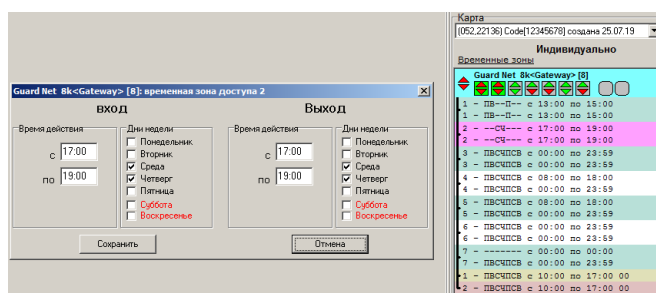 Карта
(052,22136) Code[12345678] создана 25.07.19
Индивидуально
Временные зоны
Guard Net 8k<Gateway> [8]
1 - ПВ--П-- с 13:00 по 15:00
1 - ПВ--П-- с 13:00 по 15:00
2 - --СЧ--- с 17:00 по 19:00
2 - --СЧ--- с 17:00 по 19:00
3 - ПВСЧПСВ с 00:00 по 23:59
3 - ПВСЧПСВ с 00:00 по 23:59
4 - ПВСЧПСВ с 08:00 по 18:00
4 - ПВСЧПСВ с 00:00 по 23:59
5 - ПВСЧПСВ с 08:00 по 18:00
5 - ПВСЧПСВ с 00:00 по 23:59
6 - ПВСЧПСВ с 00:00 по 23:59
6 - ПВСЧПСВ с 00:00 по 23:59
7 - ------- с 00:00 по 00:00
7 - ПВСЧПСВ с 00:00 по 23:59
1 - ПВСЧПСВ с 10:00 по 17:00 00
2 - ПВСЧПСВ с 10:00 по 17:00 00
Guard Net 8k<Gateway> [8]: временная зона доступа 2
вход
Время действия
с 17:00
по 19:00
Дни недели
Понедельник
Вторник
Среда
Четверг
Пятница
Суббота
Воскресенье
Выход
Время действия
с 17:00
по 19:00
Дни недели
Понедельник
Вторник
Среда
Четверг
Пятница
Суббота
Воскресенье
Сохранить
Отмена